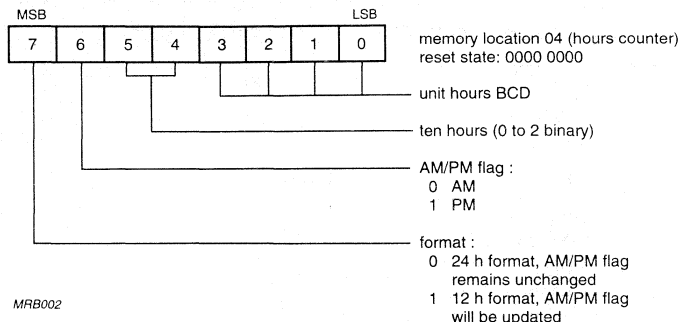 MSB LSB
7 6 5 4 3 2 1 0
memory location 04 (hours counter)
reset state: 0000 0000
unit hours BCD
ten hours (0 to 2 binary)
AM/PM flag :
0 AM
1 PM
format :
0 24 h format, AM/PM flag
remains unchanged
1 12 h format, AM/PM flag
will be updated
MRB002